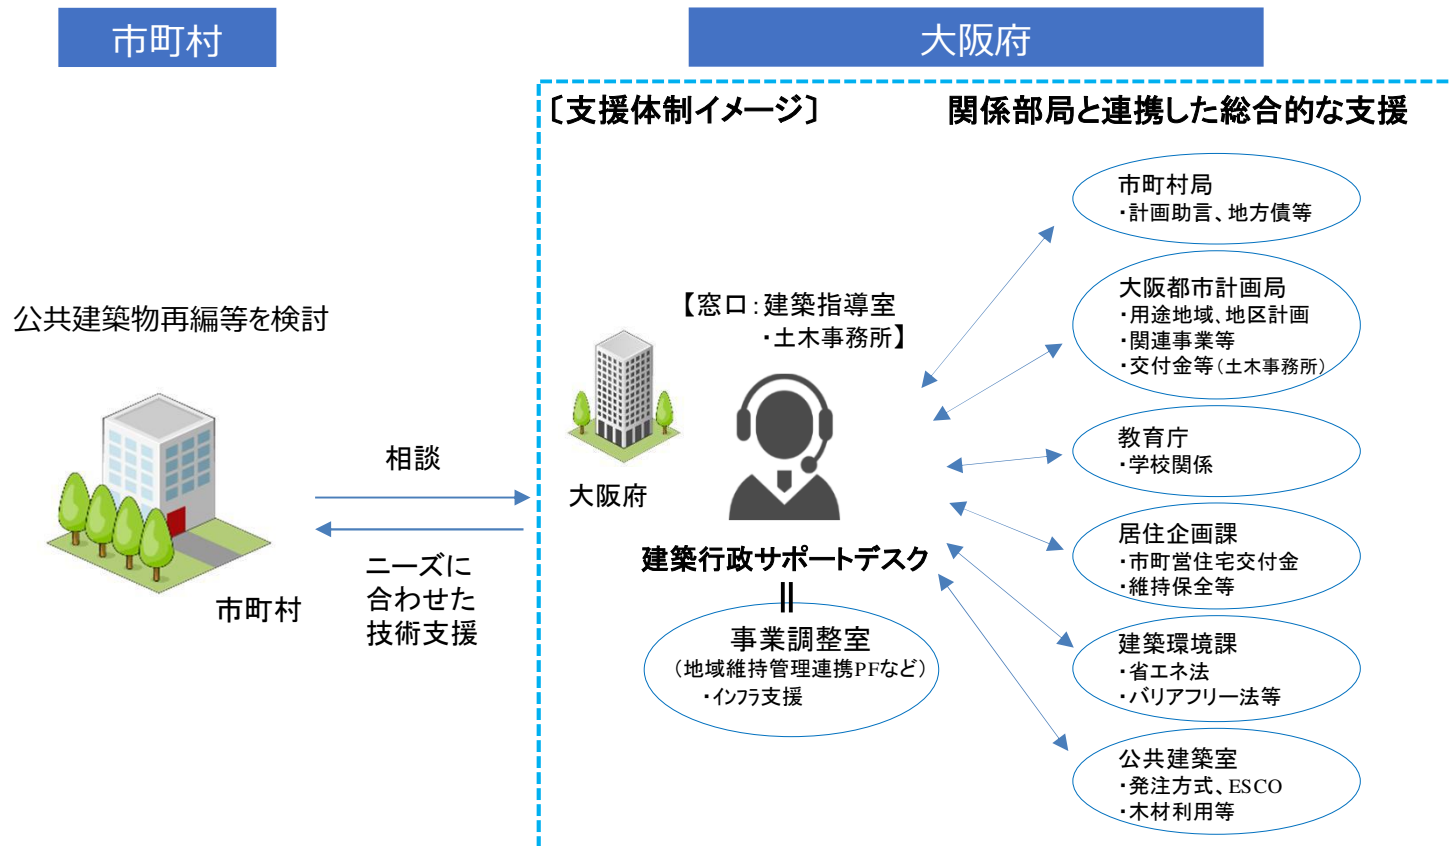 市町村
大阪府
〔支援体制イメージ〕
関係部局と連携した総合的な支援
公共建築物再編等を検討
市町村
相談
ニーズに
合わせた
技術支援
【窓口：建築指導室
・土木事務所】
大阪府
建築行政サポートデスク
＝
事業調整室
（地域維持管理連携PFなど）
・インフラ支援
市町村局
・計画助言、地方債等
大阪都市計画局
・用途地域、地区計画
・関連事業等
・交付金等（土木事務所）
教育庁
・学校関係
居住企画課
・市町営住宅交付金
・維持保全等
建築環境課
・省エネ法
・バリアフリー法等
公共建築室
・発注方式、ESCO
・木材利用等